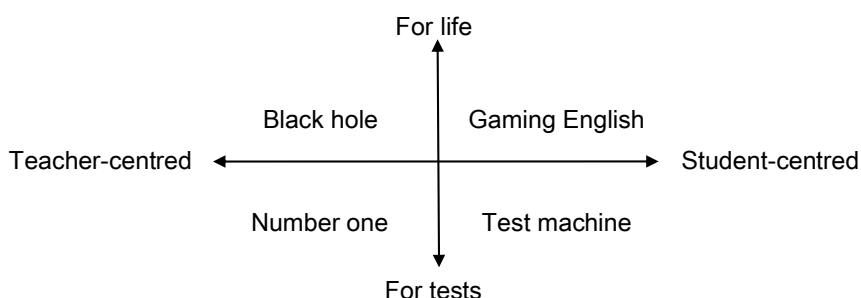 For life
Black hole Gaming English
Teacher-centred Student-centred
Number one Test machine
For tests